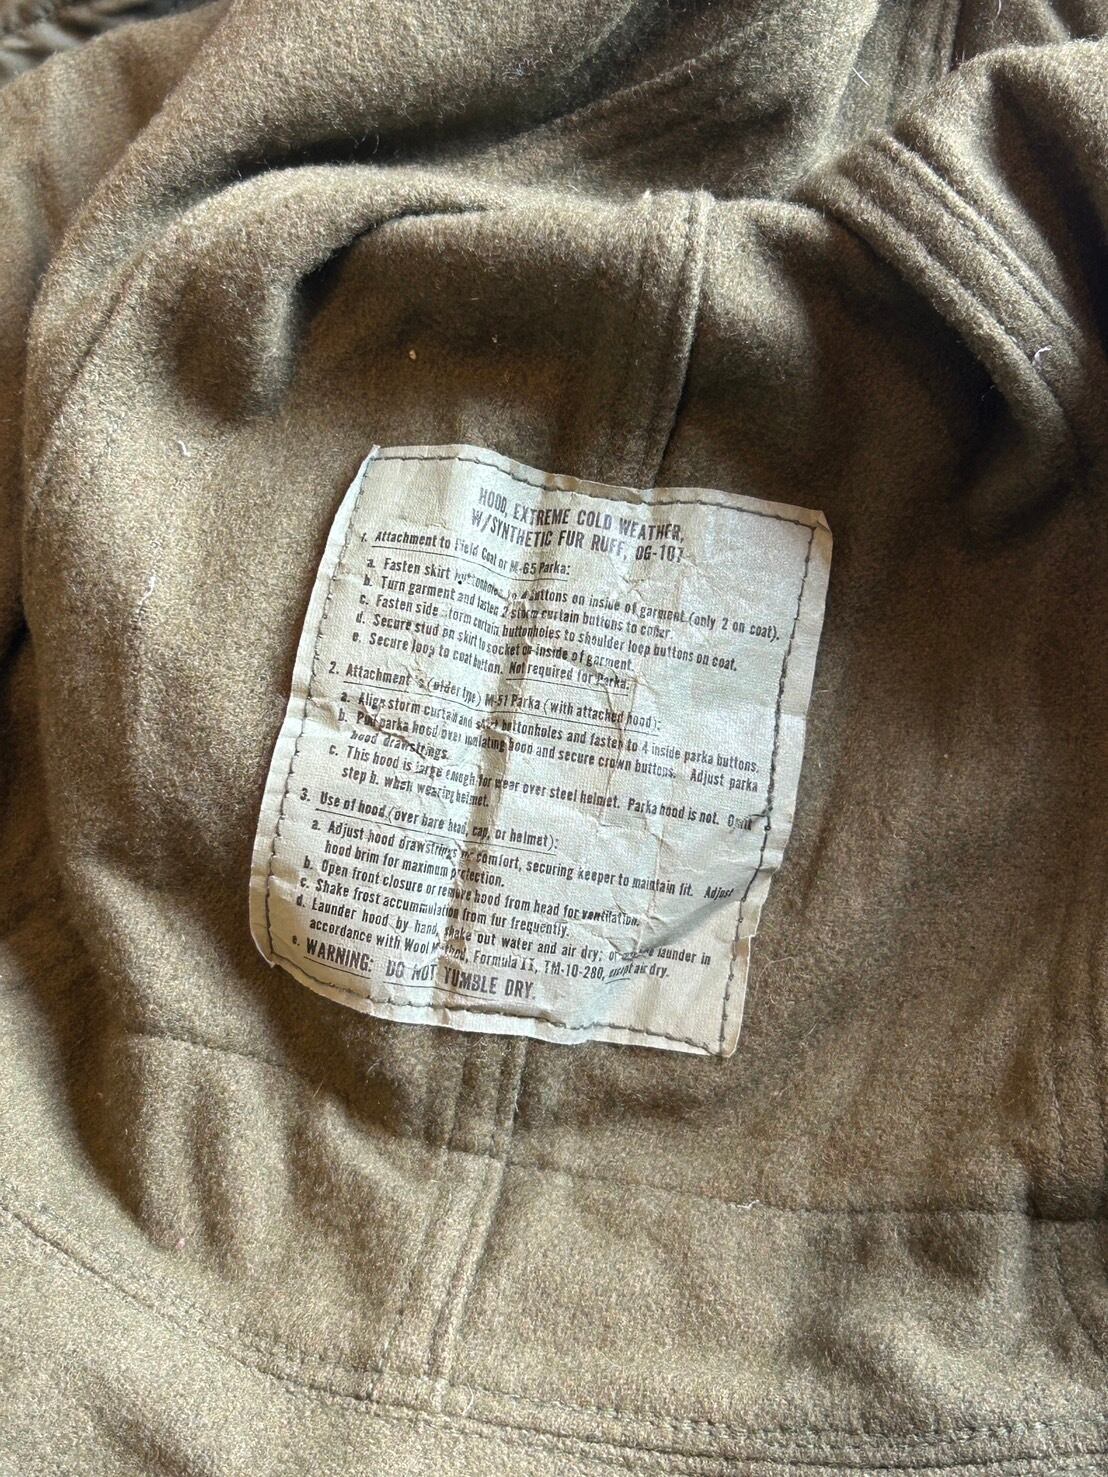 HOOD, EXTREME COLD WEATHER,
W/SYNTHETIC FUR RUFF, OG-107
1. Attachment to Field Coat or M-65 Parka:
a. Fasten skirt buttonholes to 4 buttons on inside of garment (only 2 on coat).
b. Turn garment and fasten 2 storm curtain buttons to collar.
c. Fasten side storm curtain buttonholes to shoulder loop buttons on coat.
d. Secure stud on skirt to socket on inside of garment.
e. Secure loop to coat button. Not required for Parka.
2. Attachment to (older type) M-51 Parka (with attached hood):
a. Align storm curtain and skirt buttonholes and fasten to 4 inside parka buttons.
b. Pull parka hood over insulating hood and secure crown buttons. Adjust parka
hood drawstrings.
c. This hood is large enough for wear over steel helmet. Parka hood is not. Omit
step b. when wearing helmet.
3. Use of hood (over bare head, cap, or helmet):
a. Adjust hood drawstrings for comfort, securing keeper to maintain fit. Adjust
hood brim for maximum protection.
b. Open front closure or remove hood from head for ventilation.
c. Shake frost accumulation from fur frequently.
d. Launder hood by hand, shake out water and air dry; or launder in
accordance with Wool Method, Formula II, TM-10-280, except air dry.
e. WARNING: DO NOT TUMBLE DRY.